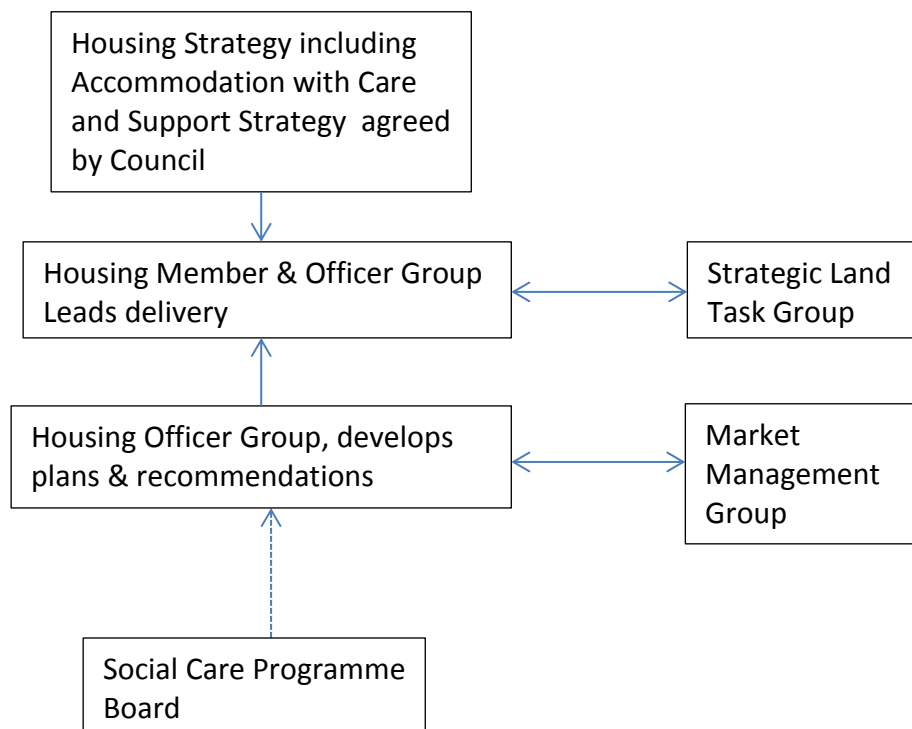 Housing Strategy including
Accommodation with Care
and Support Strategy  agreed
by Council
Housing Member & Officer Group
Leads delivery
Strategic Land
Task Group
Housing Officer Group, develops
plans & recommendations
Market
Management
Group
Social Care Programme
Board